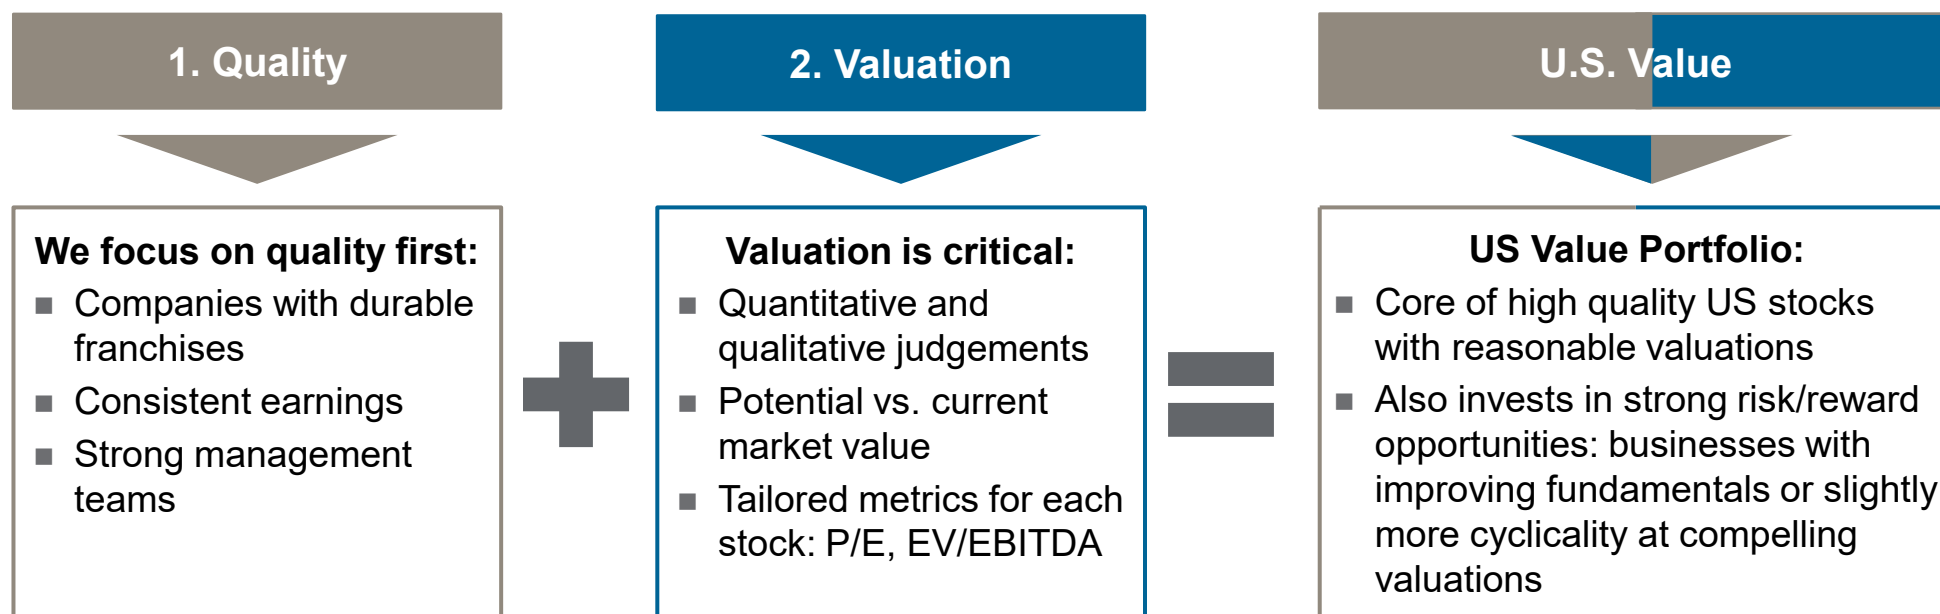 1. Quality
We focus on quality first:
■ Companies with durable
franchises
■ Consistent earnings
■ Strong management
teams
2. Valuation
Valuation is critical:
■ Quantitative and
qualitative judgements
■ Potential vs. current
market value
■ Tailored metrics for each
stock: P/E, EV/EBITDA
U.S. Value
US Value Portfolio:
■ Core of high quality US stocks
with reasonable valuations
■ Also invests in strong risk/reward
opportunities: businesses with
improving fundamentals or slightly
more cyclicality at compelling
valuations